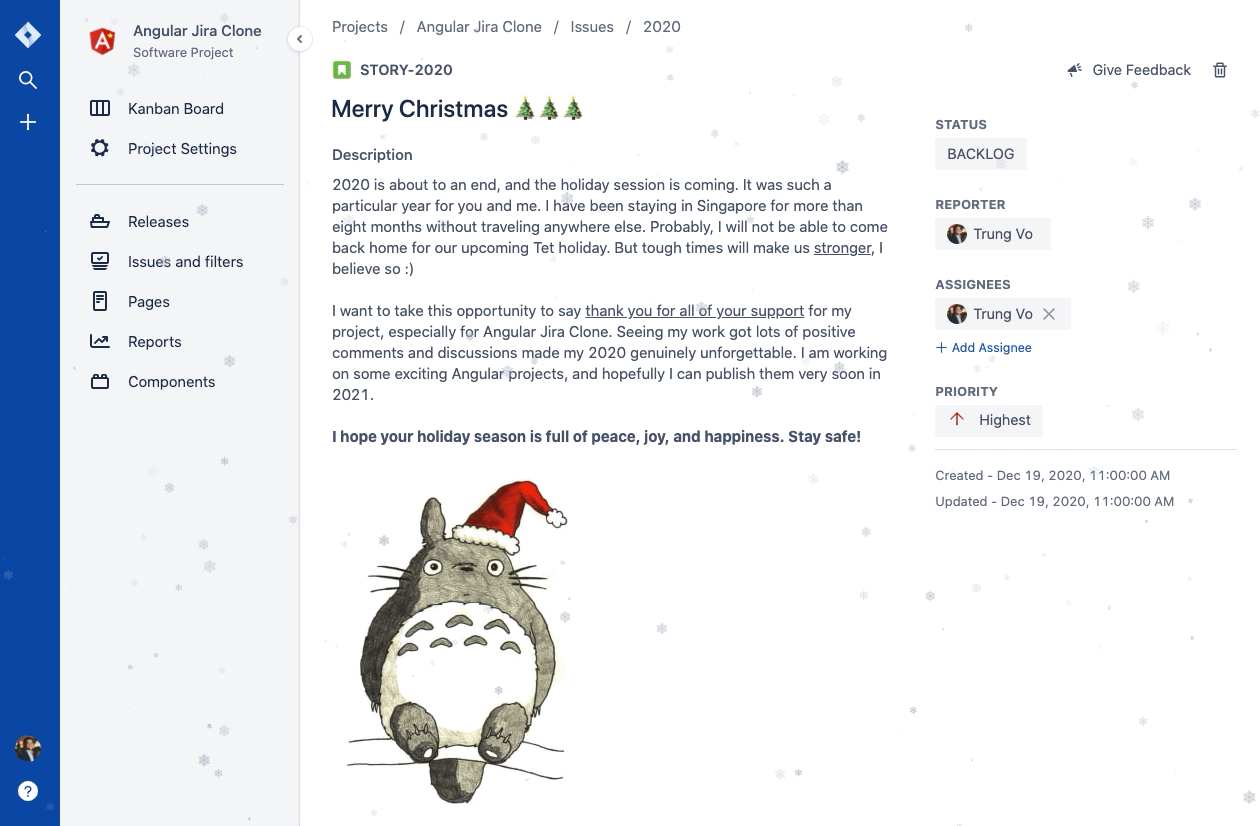 Angular Jira Clone
Software Project
Kanban Board
Project Settings
Releases
Issues and filters
Pages
Reports
Components
Projects / Angular Jira Clone / Issues / 2020
STORY-2020
Give Feedback
Merry Christmas 🎄🎄🎄
Description
2020 is about to an end, and the holiday session is coming. It was such a
particular year for you and me. I have been staying in Singapore for more than
eight months without traveling anywhere else. Probably, I will not be able to come
back home for our upcoming Tet holiday. But tough times will make us stronger, I
believe so :)
I want to take this opportunity to say thank you for all of your support for my
project, especially for Angular Jira Clone. Seeing my work got lots of positive
comments and discussions made my 2020 genuinely unforgettable. I am working
on some exciting Angular projects, and hopefully I can publish them very soon in
2021.
I hope your holiday season is full of peace, joy, and happiness. Stay safe!
STATUS
BACKLOG
REPORTER
Trung Vo
ASSIGNEES
Trung Vo
+ Add Assignee
PRIORITY
Highest
Created - Dec 19, 2020, 11:00:00 AM
Updated - Dec 19, 2020, 11:00:00 AM